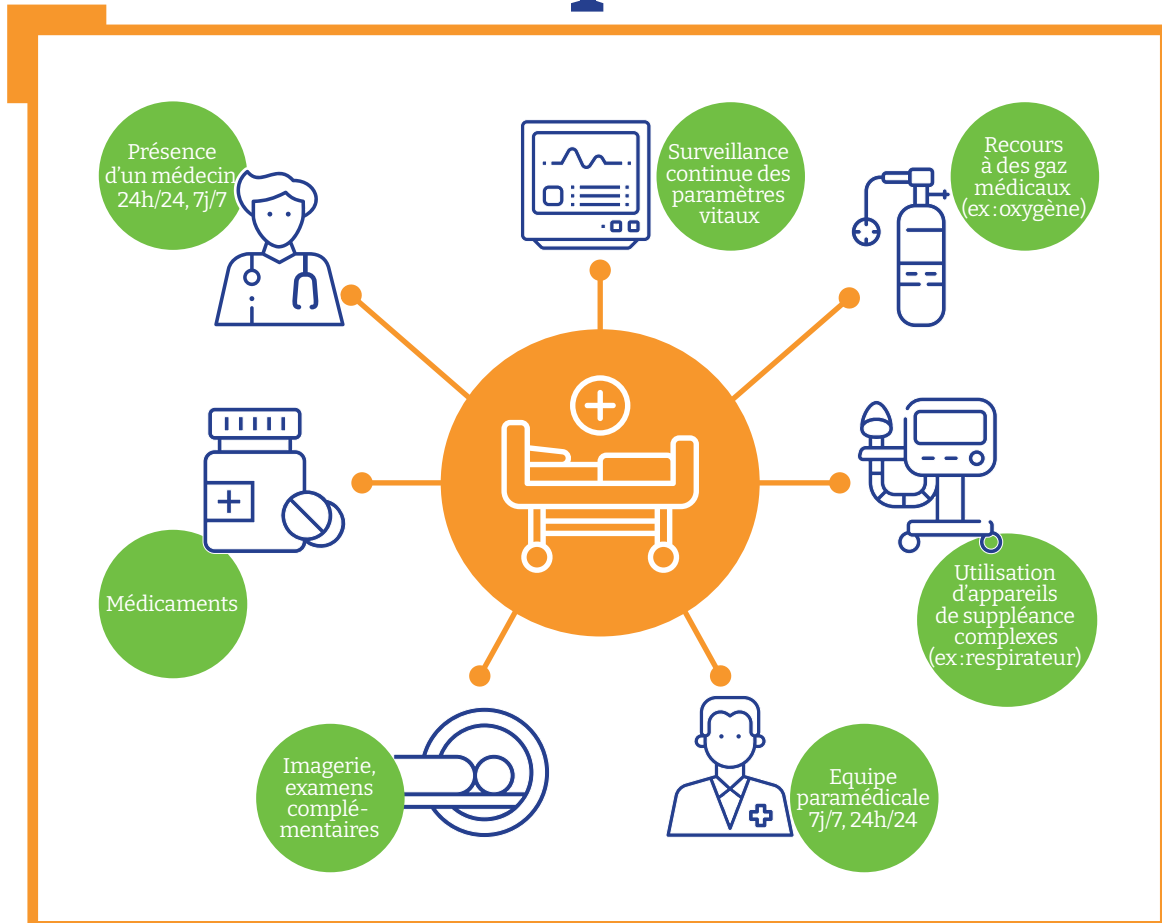 Présence
d'un médecin
24h/24, 7j/7
Surveillance
continue des
paramètres
vitaux
Recours
à des gaz
médicaux
(ex : oxygène)
Médicaments
Utilisation
d'appareils
de suppléance
complexes
(ex : respirateur)
Imagerie,
examens
complé-
mentaires
Equipe
paramédicale
7j/7, 24h/24